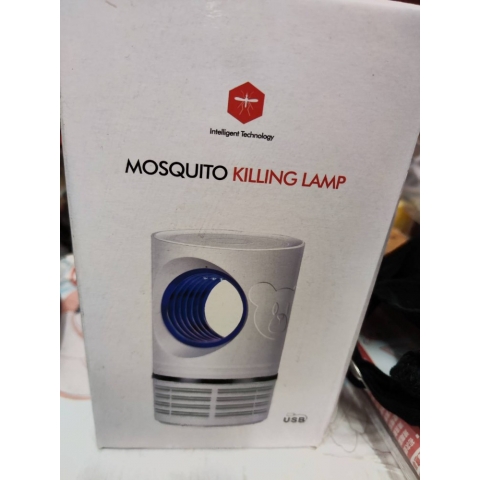 Intelligent Technology
MOSQUITO KILLING LAMP
USB